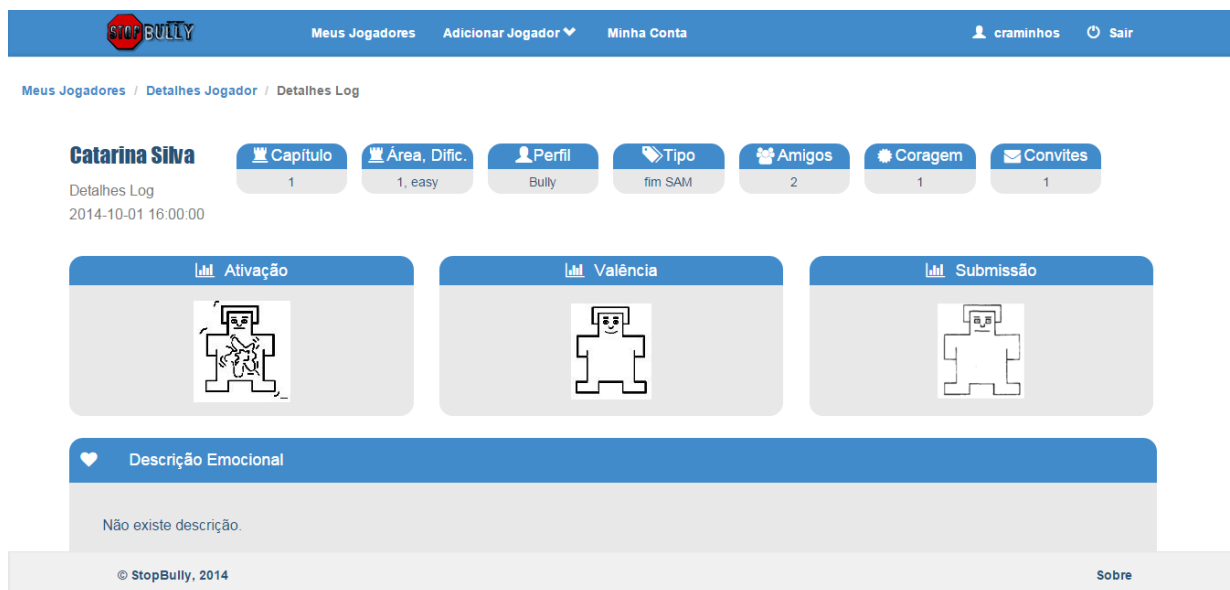 STOPBULLY Meus Jogadores Adicionar Jogador Minha Conta craminhos Sair
Meus Jogadores / Detalhes Jogador / Detalhes Log
Catarina Silva
Detalhes Log
2014-10-01 16:00:00
Capítulo Área, Dific. Perfil Tipo Amigos Coragem Convites
1 1, easy Bully fim SAM 2 1 1
Ativação Valência Submissão
Descrição Emocional
Não existe descrição.
© StopBully, 2014 Sobre